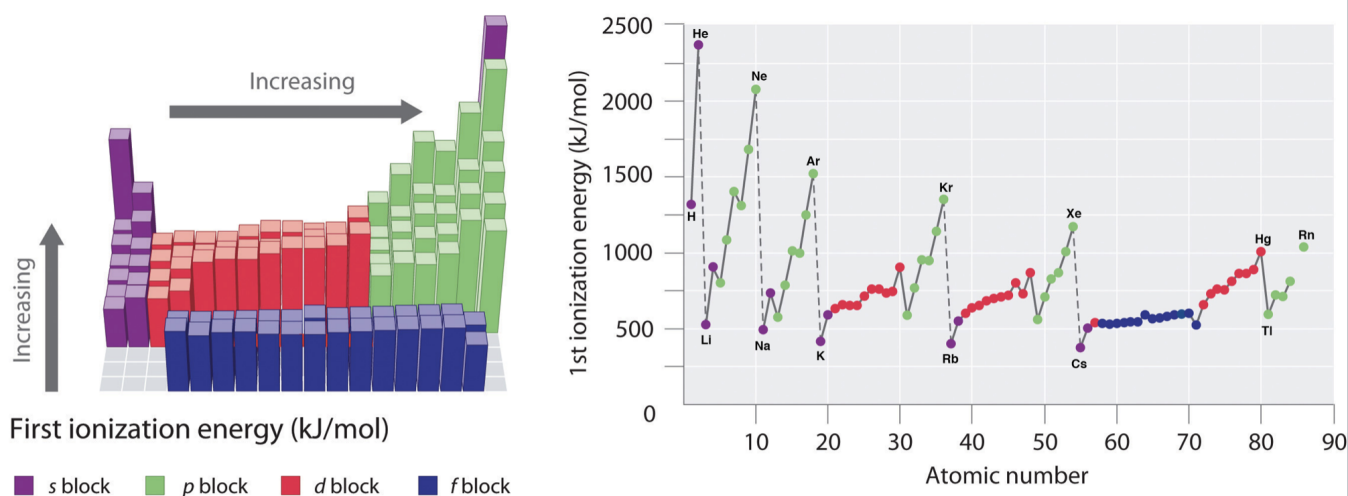 Increasing
Increasing
First ionization energy (kJ/mol)
s block
p block
d block
f block
1st ionization energy (kJ/mol)
2500
2000
1500
1000
500
0
He
Ne
Ar
Kr
Xe
Hg
Rn
H
Li
Na
K
Rb
Cs
Tl
10 20 30 40 50 60 70 80 90
Atomic number